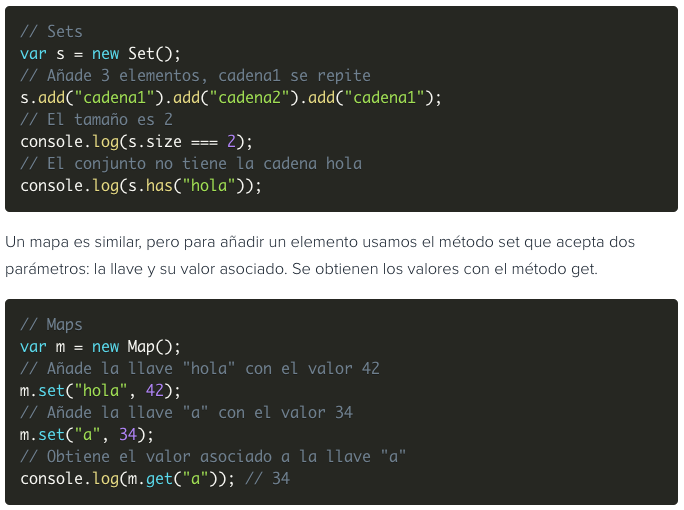 // Sets
var s = new Set();
// Añade 3 elementos, cadena1 se repite
s.add("cadena1").add("cadena2").add("cadena1");
// El tamaño es 2
console.log(s.size === 2);
// El conjunto no tiene la cadena hola
console.log(s.has("hola"));
Un mapa es similar, pero para añadir un elemento usamos el método set que acepta dos
parámetros: la llave y su valor asociado. Se obtienen los valores con el método get.
// Maps
var m = new Map();
// Añade la llave "hola" con el valor 42
m.set("hola", 42);
// Añade la llave "a" con el valor 34
m.set("a", 34);
// Obtiene el valor asociado a la llave "a"
console.log(m.get("a")); // 34